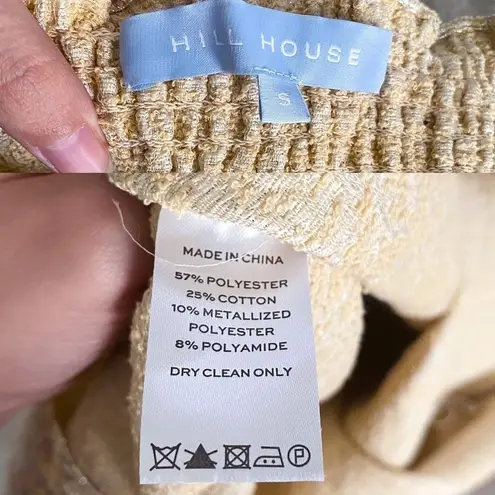 HILL HOUSE
S
MADE IN CHINA
57% POLYESTER
25% COTTON
10% METALLIZED
POLYESTER
8% POLYAMIDE
DRY CLEAN ONLY
P